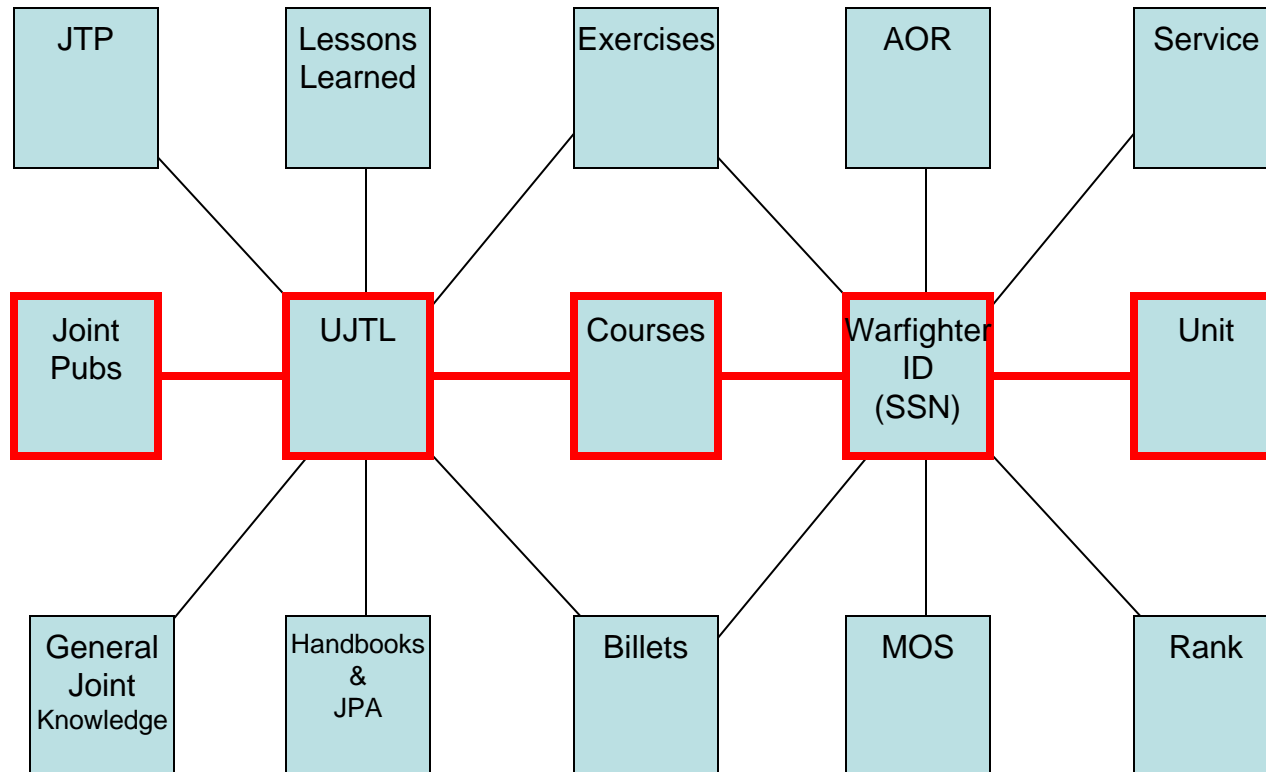 JTP
Lessons
Learned
Exercises
AOR
Service
Joint
Pubs
UJTL
Courses
Warfighter
ID
(SSN)
Unit
General
Joint
Knowledge
Handbooks
&
JPA
Billets
MOS
Rank